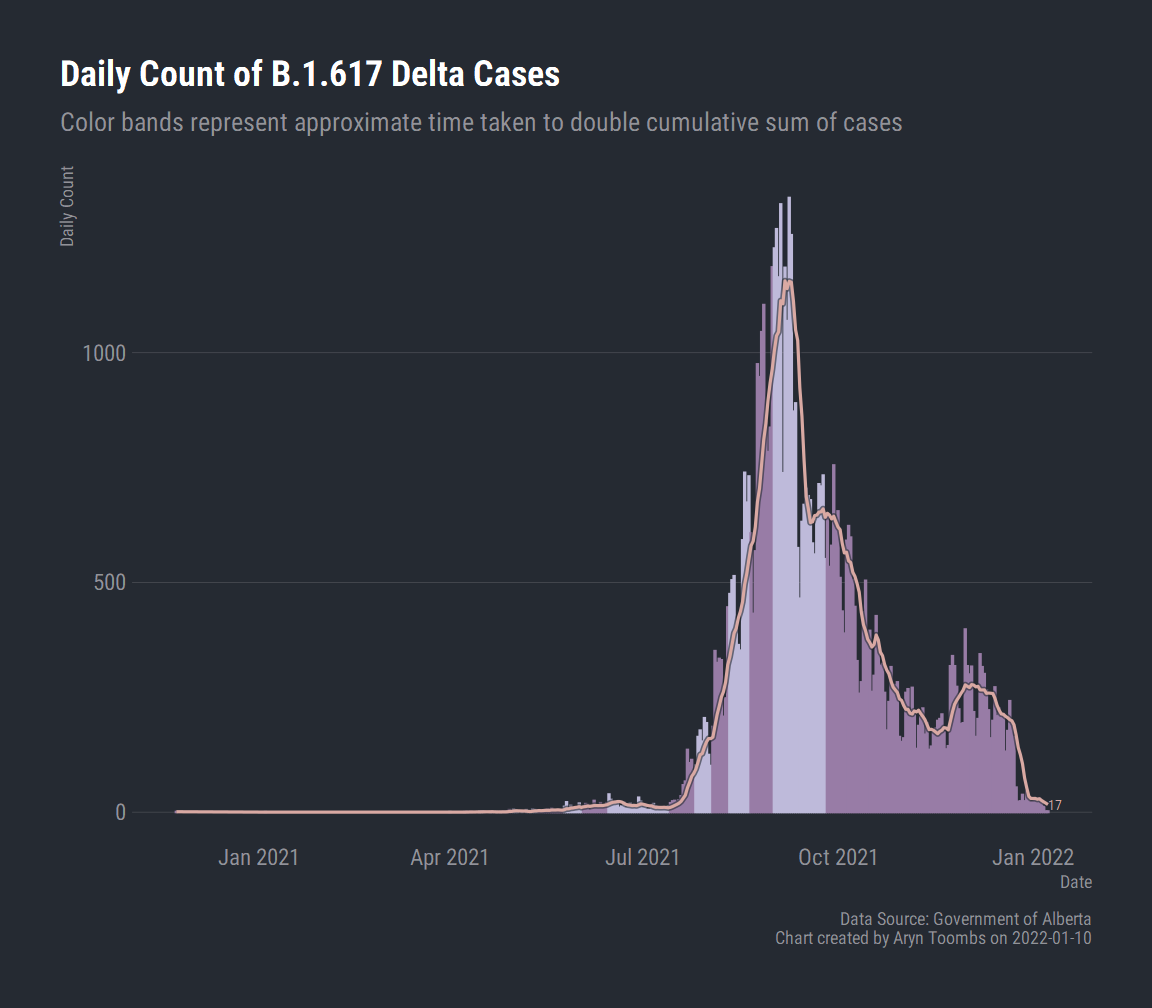 Daily Count of B.1.617 Delta Cases
Color bands represent approximate time taken to double cumulative sum of cases
Daily Count
1000
500
0
17
Jan 2021
Apr 2021
Jul 2021
Oct 2021
Jan 2022
Date
Data Source: Government of Alberta
Chart created by Aryn Toombs on 2022-01-10